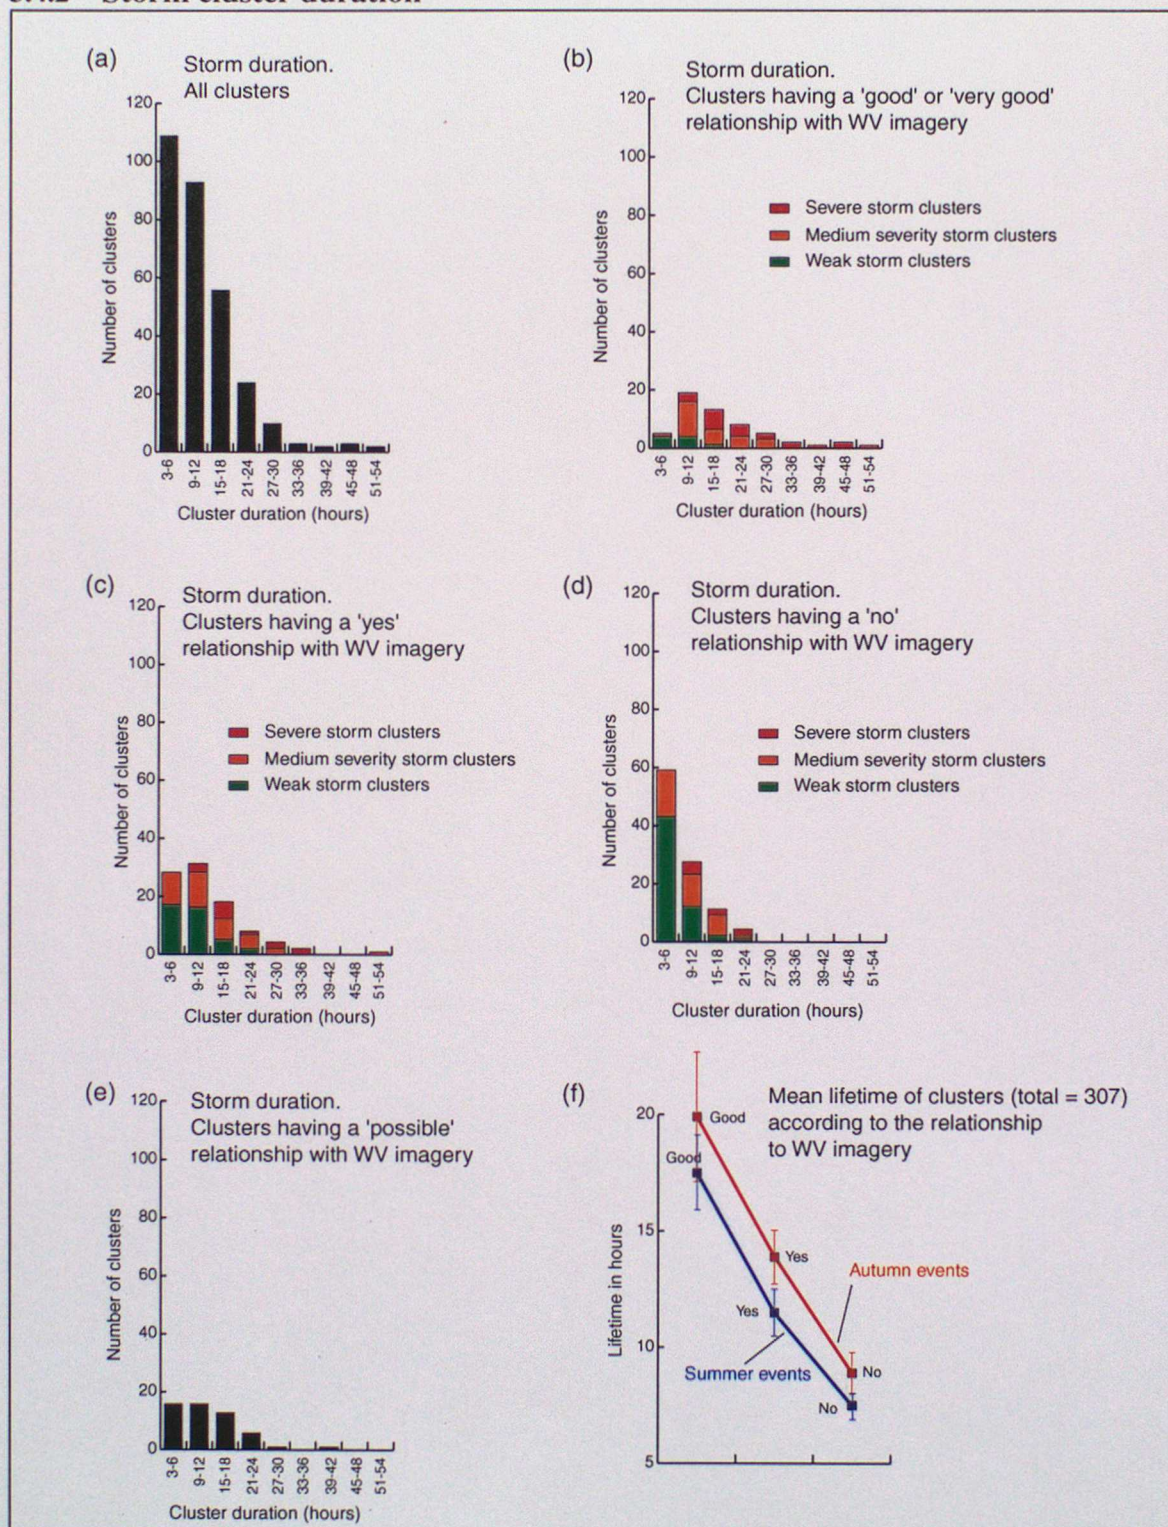 Storm cluster duration
(a)
Storm duration.
All clusters
120
100
80
60
40
20
0
Number of clusters
3-6
9-12
15-18
21-24
27-30
33-36
39-42
45-48
51-54
Cluster duration (hours)
(b)
Storm duration.
Clusters having a 'good' or 'very good'
relationship with WV imagery
120
100
80
60
40
20
0
Number of clusters
Severe storm clusters
Medium severity storm clusters
Weak storm clusters
3-6
9-12
15-18
21-24
27-30
33-36
39-42
45-48
51-54
Cluster duration (hours)
(c)
Storm duration.
Clusters having a 'yes'
relationship with WV imagery
120
100
80
60
40
20
0
Number of clusters
Severe storm clusters
Medium severity storm clusters
Weak storm clusters
3-6
9-12
15-18
21-24
27-30
33-36
39-42
45-48
51-54
Cluster duration (hours)
(d)
Storm duration.
Clusters having a 'no'
relationship with WV imagery
120
100
80
60
40
20
0
Number of clusters
Severe storm clusters
Medium severity storm clusters
Weak storm clusters
3-6
9-12
15-18
21-24
27-30
33-36
39-42
45-48
51-54
Cluster duration (hours)
(e)
Storm duration.
Clusters having a 'possible'
relationship with WV imagery
120
100
80
60
40
20
0
Number of clusters
3-6
9-12
15-18
21-24
27-30
33-36
39-42
45-48
51-54
Cluster duration (hours)
(f)
Mean lifetime of clusters (total = 307)
according to the relationship
to WV imagery
20
15
10
5
Lifetime in hours
Good
Good
Yes
Yes
Autumn events
Summer events
No
No